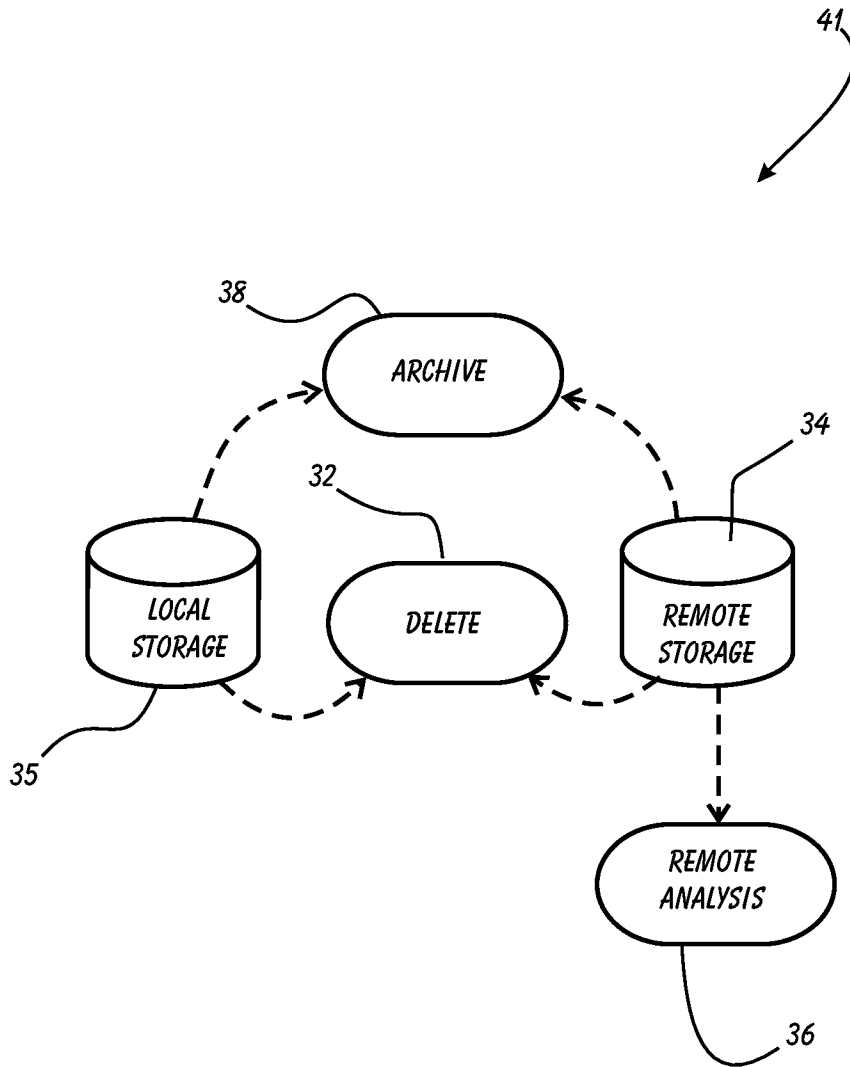 41
38
ARCHIVE
34
32
LOCAL
STORAGE
DELETE
REMOTE
STORAGE
35
REMOTE
ANALYSIS
36